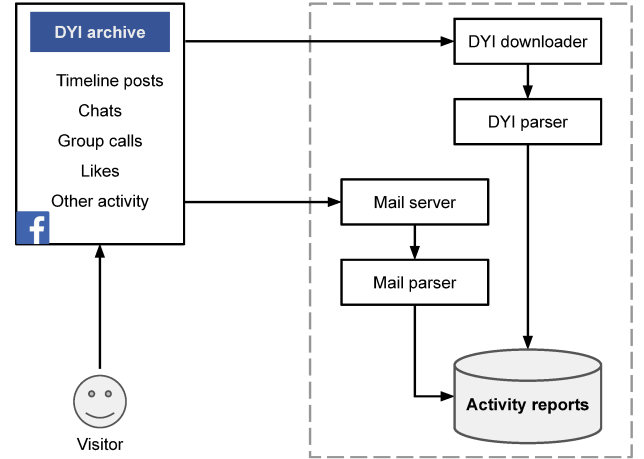 DYI archive
Timeline posts
Chats
Group calls
Likes
Other activity
f
Visitor
DYI downloader
DYI parser
Mail server
Mail parser
Activity reports